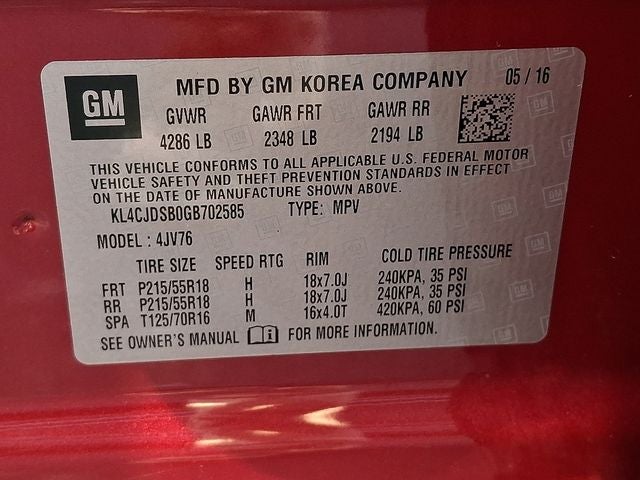 GM MFD BY GM KOREA COMPANY 05 / 16
GVWR GAWR FRT GAWR RR
4286 LB 2348 LB 2194 LB
THIS VEHICLE CONFORMS TO ALL APPLICABLE U.S. FEDERAL MOTOR
VEHICLE SAFETY AND THEFT PREVENTION STANDARDS IN EFFECT
ON THE DATE OF MANUFACTURE SHOWN ABOVE.
KL4CJDSB0GB702585 TYPE: MPV
MODEL : 4JV76
TIRE SIZE SPEED RTG RIM COLD TIRE PRESSURE
FRT P215/55R18 H 18x7.0J 240KPA, 35 PSI
RR P215/55R18 H 18x7.0J 240KPA, 35 PSI
SPA T125/70R16 M 16x4.0T 420KPA, 60 PSI
SEE OWNER'S MANUAL FOR MORE INFORMATION.